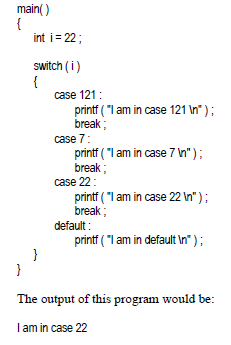 main( )
{
int i = 22 ;
switch ( i )
{
case 121 :
printf ( "I am in case 121 \n" ) ;
break ;
case 7 :
printf ( "I am in case 7 \n" ) ;
break ;
case 22 :
printf ( "I am in case 22 \n" ) ;
break ;
default :
printf ( "I am in default \n" ) ;
}
}
The output of this program would be:
I am in case 22